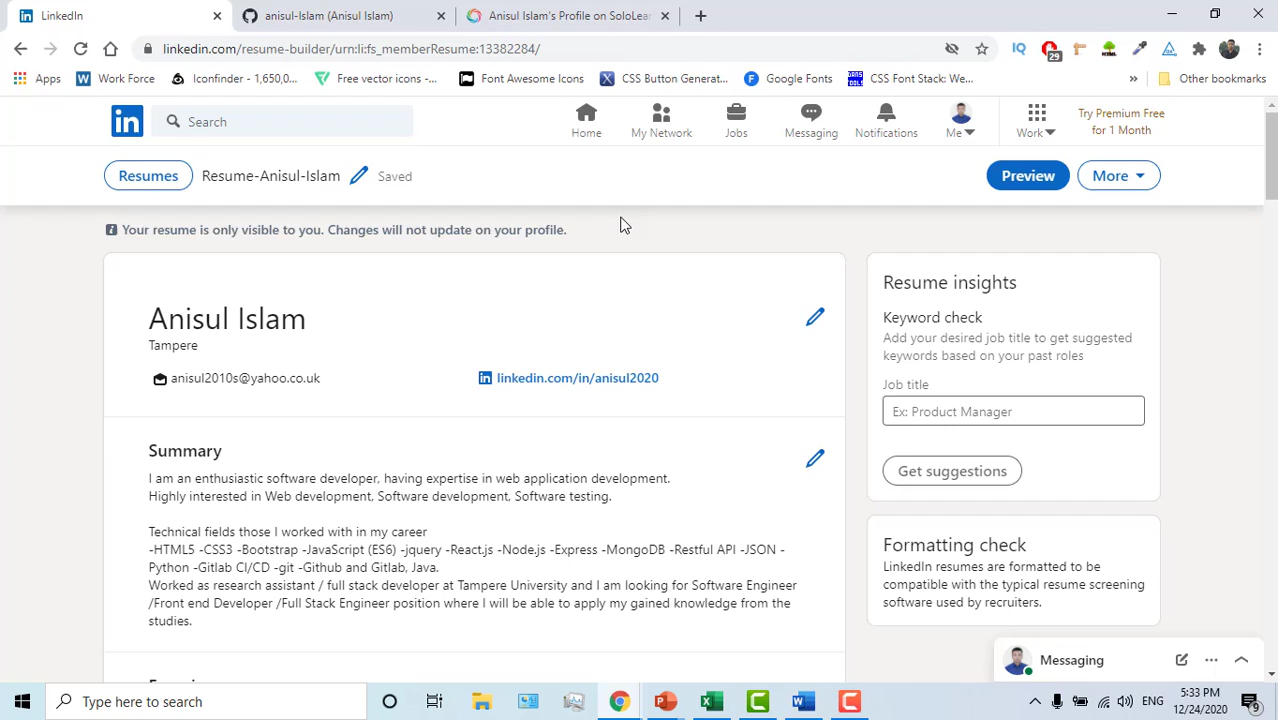 LinkedIn
anisul-Islam (Anisul Islam)
Anisul Islam's Profile on SoloLear
linkedin.com/resume-builder/urn:li:fs_memberResume:13382284/
IQ
29
HTML
Apps
Work Force
Iconfinder - 1,650,0...
Free vector icons -...
Font Awesome Icons
CSS Button Generat...
Google Fonts
CSS Font Stack: We...
»
Other bookmarks
in
Search
Home
My Network
Jobs
Messaging
Notifications
Me
Work
Try Premium Free
for 1 Month
Resumes
Resume-Anisul-Islam
Saved
Preview
More
Your resume is only visible to you. Changes will not update on your profile.
Anisul Islam
Tampere
anisul2010s@yahoo.co.uk
linkedin.com/in/anisul2020
Summary
I am an enthusiastic software developer, having expertise in web application development.
Highly interested in Web development, Software development, Software testing.
Technical fields those I worked with in my career
-HTML5 -CSS3 -Bootstrap -JavaScript (ES6) -jquery -React.js -Node.js -Express -MongoDB -Restful API -JSON -
Python -Gitlab CI/CD -git -Github and Gitlab, Java.
Worked as research assistant / full stack developer at Tampere University and I am looking for Software Engineer
/Front end Developer /Full Stack Engineer position where I will be able to apply my gained knowledge from the
studies.
Resume insights
Keyword check
Add your desired job title to get suggested
keywords based on your past roles
Job title
Ex: Product Manager
Get suggestions
Formatting check
LinkedIn resumes are formatted to be
compatible with the typical resume screening
software used by recruiters.
Messaging
Type here to search
ENG
5:33 PM
12/24/2020
9